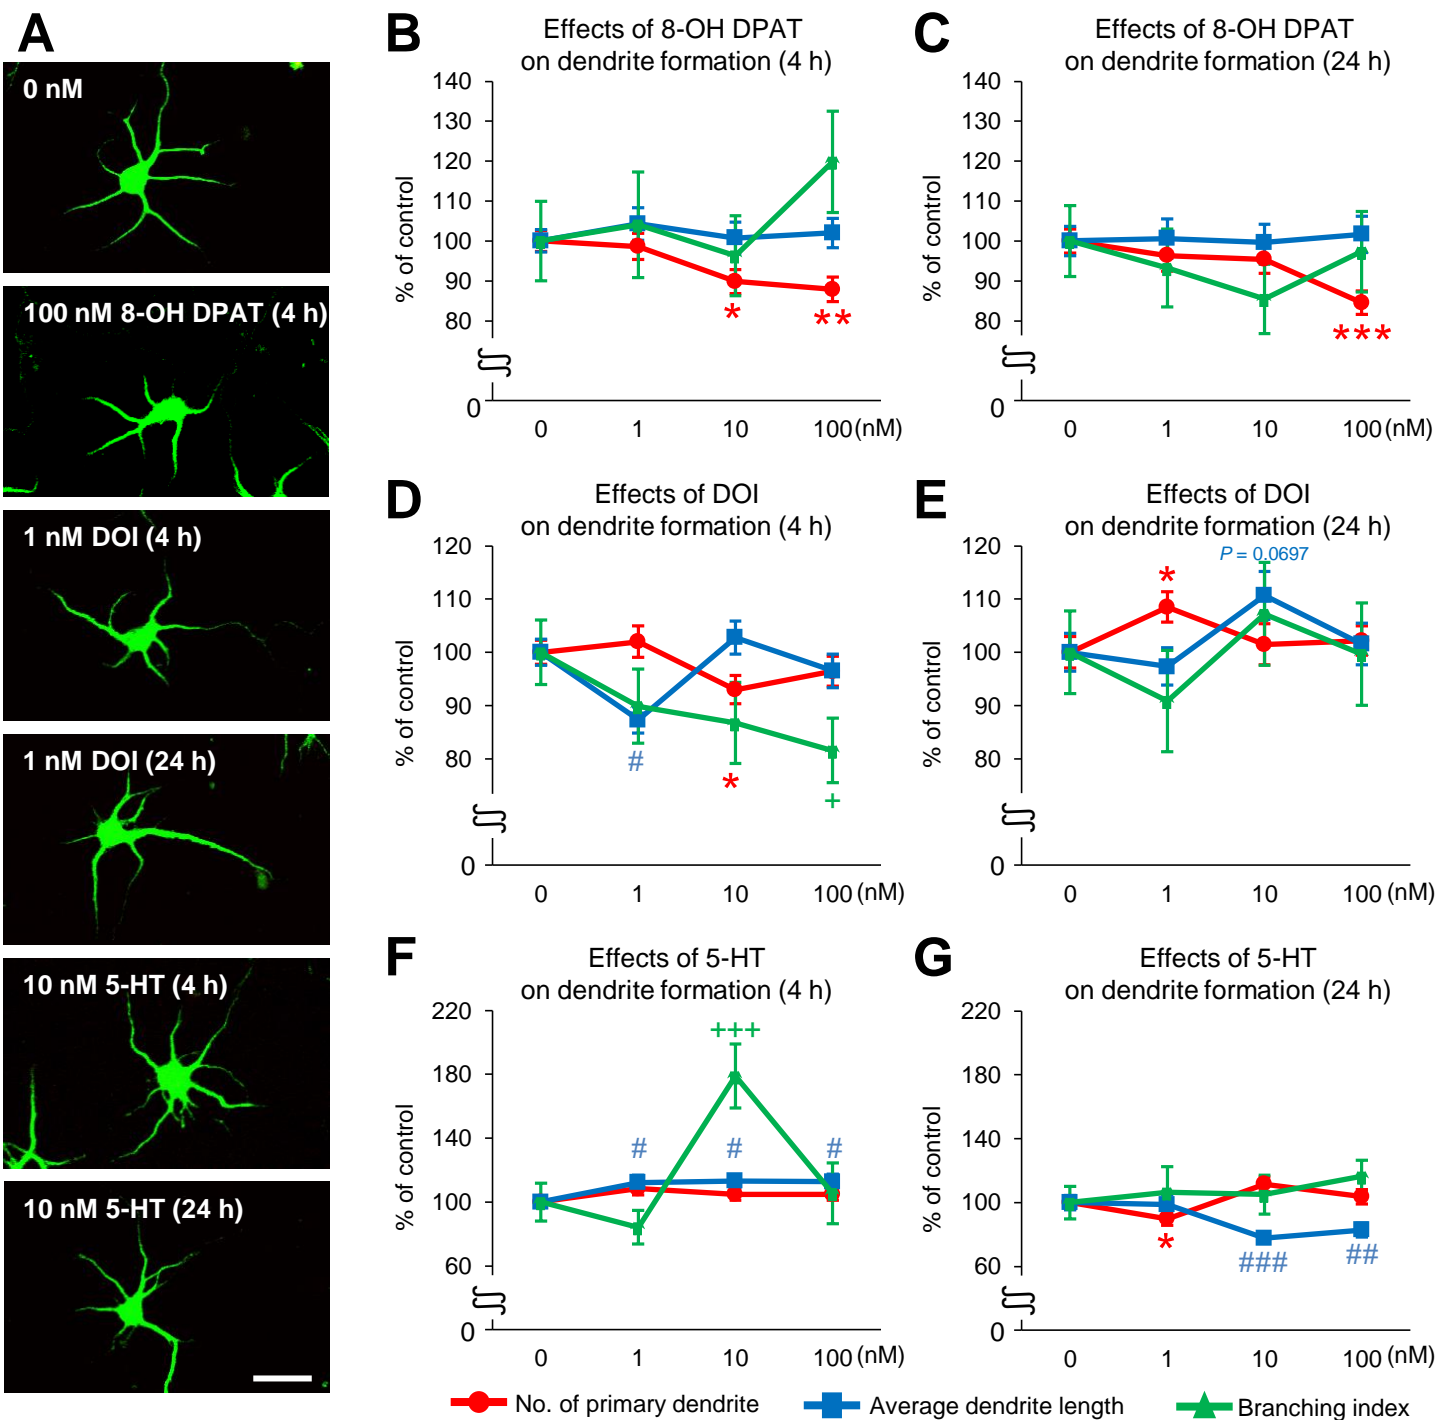 A
0 nM
100 nM 8-OH DPAT (4 h)
1 nM DOI (4 h)
1 nM DOI (24 h)
10 nM 5-HT (4 h)
10 nM 5-HT (24 h)
B
Effects of 8-OH DPAT
on dendrite formation (4 h)
% of control
140
130
120
110
100
90
80
0
*
**
0 1 10 100 (nM)
C
Effects of 8-OH DPAT
on dendrite formation (24 h)
% of control
140
130
120
110
100
90
80
0
***
0 1 10 100 (nM)
D
Effects of DOI
on dendrite formation (4 h)
% of control
120
110
100
90
80
0
#
*
+
0 1 10 100 (nM)
E
Effects of DOI
on dendrite formation (24 h)
% of control
120
110
100
90
80
0
P = 0.0697
*
0 1 10 100 (nM)
F
Effects of 5-HT
on dendrite formation (4 h)
% of control
220
180
140
100
60
0
+++
# # #
0 1 10 100 (nM)
G
Effects of 5-HT
on dendrite formation (24 h)
% of control
220
180
140
100
60
0
*
### ##
0 1 10 100 (nM)
No. of primary dendrite Average dendrite length Branching index